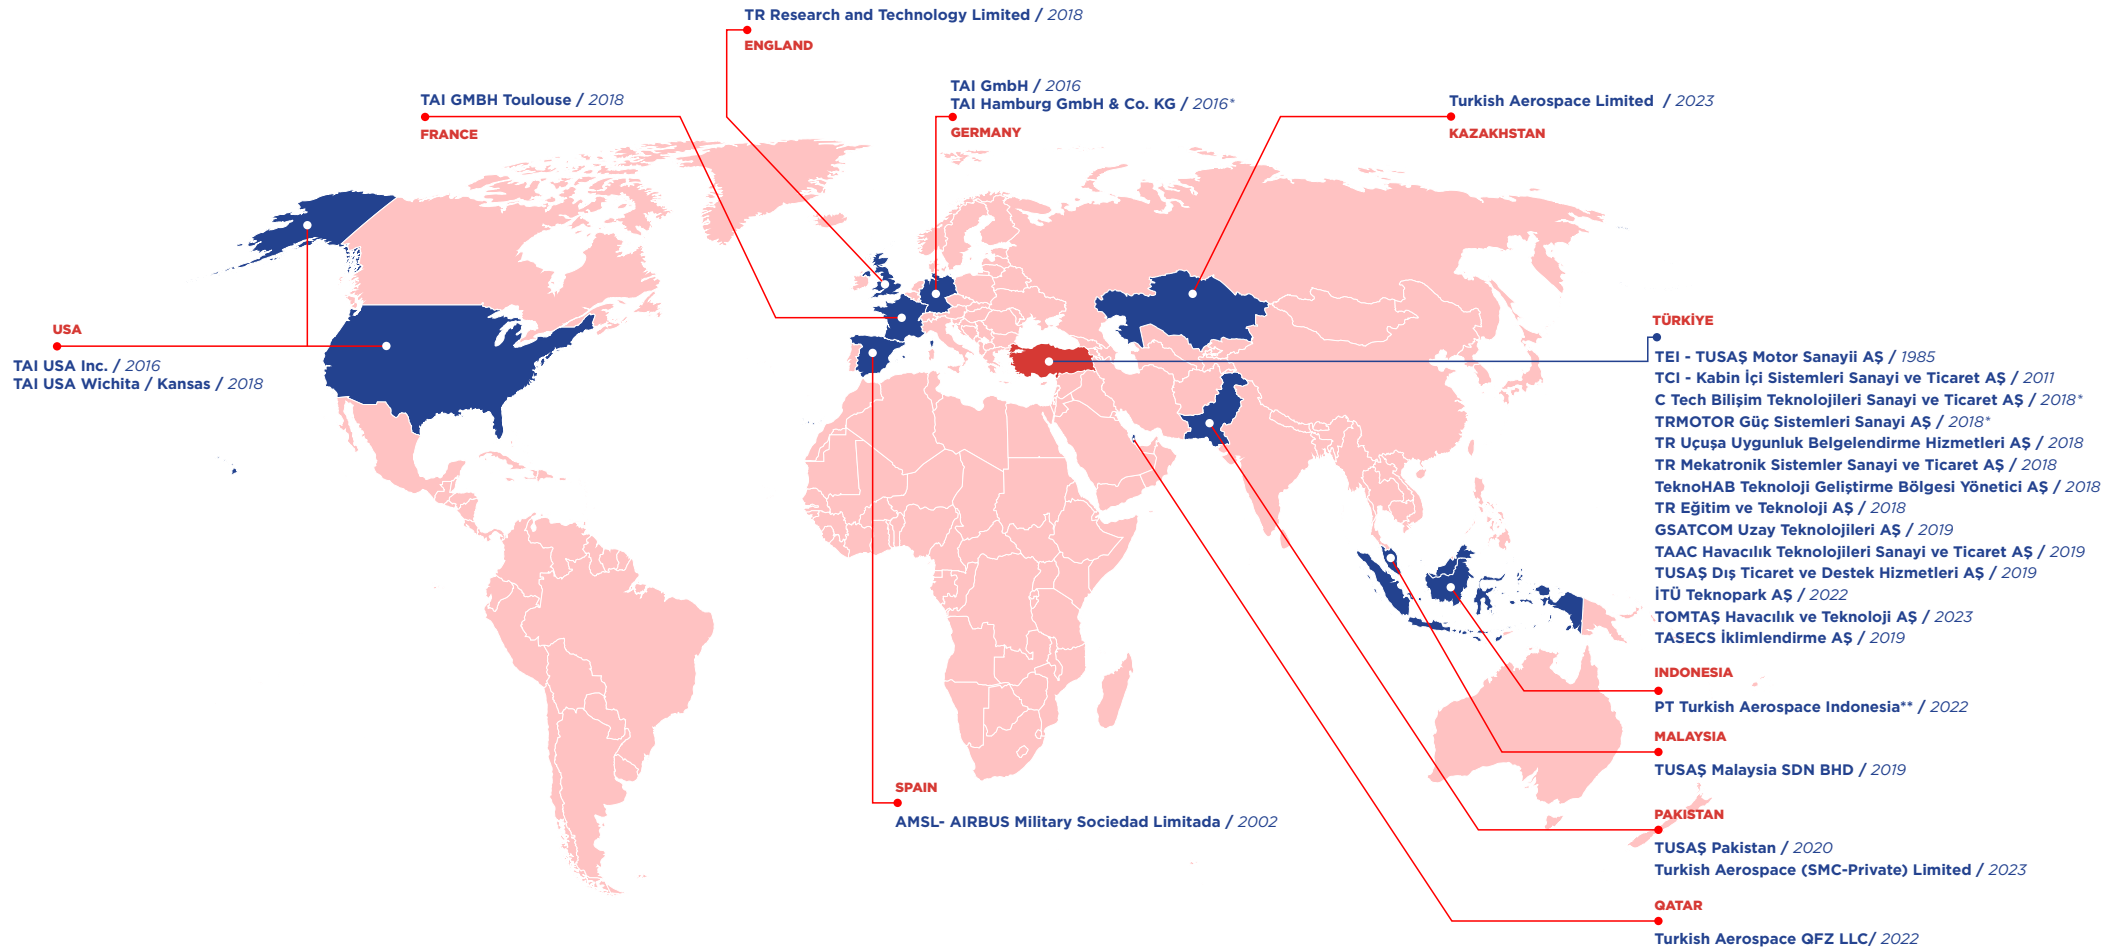 TR Research and Technology Limited / 2018
ENGLAND
TAI GMBH Toulouse / 2018
FRANCE
TAI GmbH / 2016
TAI Hamburg GmbH & Co. KG / 2016*
GERMANY
Turkish Aerospace Limited / 2023
KAZAKHSTAN
USA
TAI USA Inc. / 2016
TAI USA Wichita / Kansas / 2018
TÜRKİYE
TEI - TUSAŞ Motor Sanayii AŞ / 1985
TCI - Kabin İçi Sistemleri Sanayi ve Ticaret AŞ / 2011
C Tech Bilişim Teknolojileri Sanayi ve Ticaret AŞ / 2018*
TRMOTOR Güç Sistemleri Sanayi AŞ / 2018*
TR Uçuşa Uygunluk Belgelendirme Hizmetleri AŞ / 2018
TR Mekatronik Sistemler Sanayi ve Ticaret AŞ / 2018
TeknoHAB Teknoloji Geliştirme Bölgesi Yönetici AŞ / 2018
TR Eğitim ve Teknoloji AŞ / 2018
GSATCOM Uzay Teknolojileri AŞ / 2019
TAAC Havacılık Teknolojileri Sanayi ve Ticaret AŞ / 2019
TUSAŞ Dış Ticaret ve Destek Hizmetleri AŞ / 2019
İTÜ Teknopark AŞ / 2022
TOMTAŞ Havacılık ve Teknoloji AŞ / 2023
TASECS İklimlendirme AŞ / 2019
INDONESIA
PT Turkish Aerospace Indonesia** / 2022
MALAYSIA
TUSAŞ Malaysia SDN BHD / 2019
SPAIN
AMSL- AIRBUS Military Sociedad Limitada / 2002
PAKISTAN
TUSAŞ Pakistan / 2020
Turkish Aerospace (SMC-Private) Limited / 2023
QATAR
Turkish Aerospace QFZ LLC/ 2022